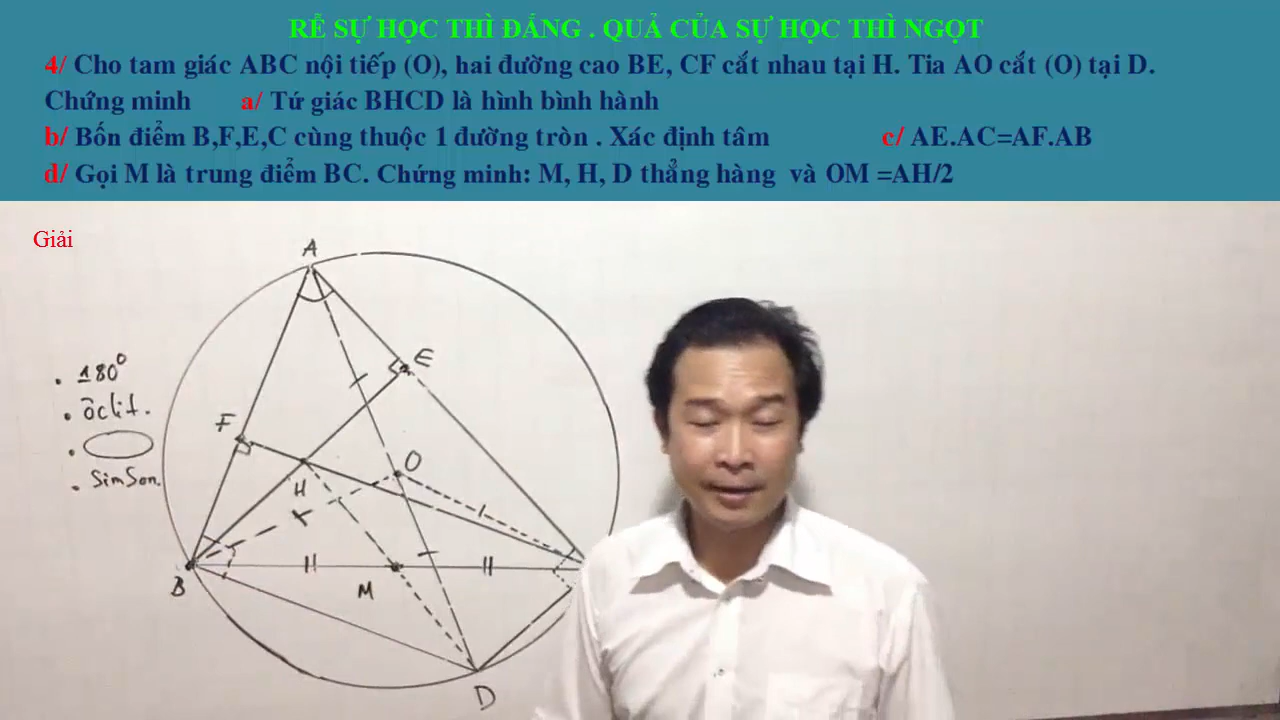 RỄ SỰ HỌC THÌ ĐẮNG . QUẢ CỦA SỰ HỌC THÌ NGỌT
4/ Cho tam giác ABC nội tiếp (O), hai đường cao BE, CF cắt nhau tại H. Tia AO cắt (O) tại D.
Chứng minh a/ Tứ giác BHCD là hình bình hành
b/ Bốn điểm B,F,E,C cùng thuộc 1 đường tròn . Xác định tâm c/ AE.AC=AF.AB
d/ Gọi M là trung điểm BC. Chứng minh: M, H, D thẳng hàng và OM =AH/2
Giải
A
E
180°
F
O
H
SimSon.
B
M
D